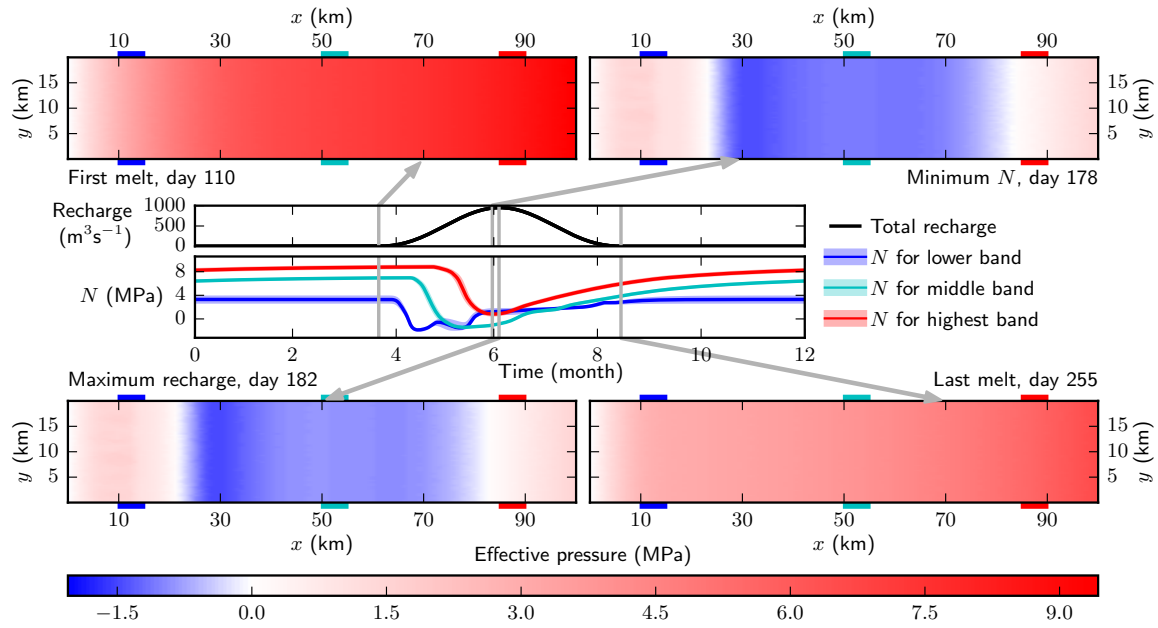 x (km)
x (km)
10 30 50 70 90
10 30 50 70 90
y (km)
15
10
5
15
10
5
y (km)
First melt, day 110
Minimum N, day 178
Recharge
(m³s⁻¹)
1000
500
0
Total recharge
N for lower band
N for middle band
N for highest band
N (MPa)
8
4
0
0 2 4 6 8 10 12
Time (month)
Maximum recharge, day 182
Last melt, day 255
y (km)
15
10
5
15
10
5
y (km)
10 30 50 70 90
10 30 50 70 90
x (km)
x (km)
Effective pressure (MPa)
−1.5 0.0 1.5 3.0 4.5 6.0 7.5 9.0